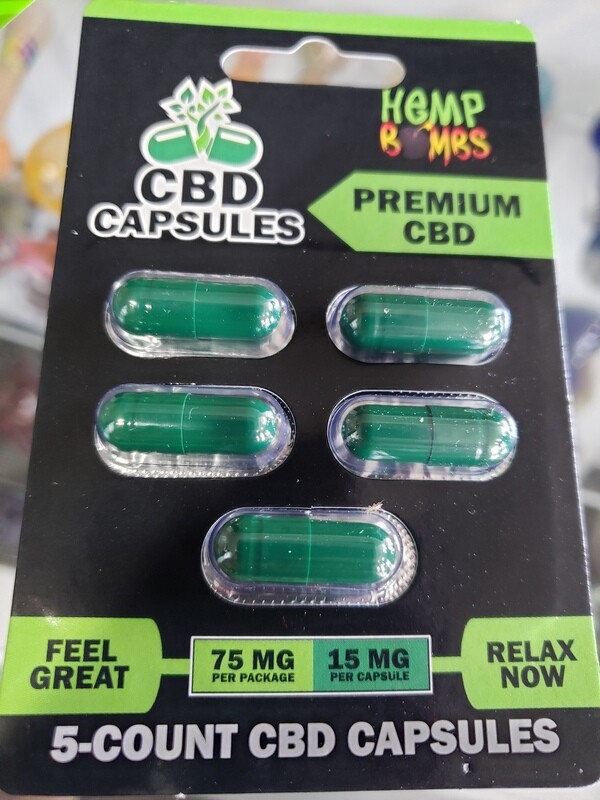 HEMP
BOMBS
CBD
CAPSULES
PREMIUM
CBD
FEEL
GREAT
75 MG
PER PACKAGE
15 MG
PER CAPSULE
RELAX
NOW
5-COUNT CBD CAPSULES